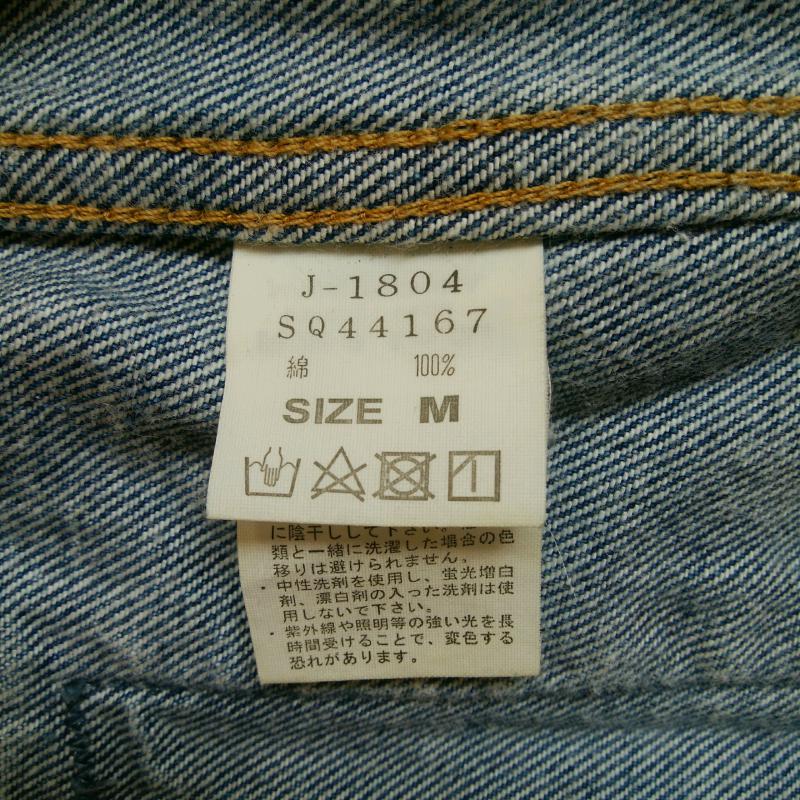 J-1804
SQ44167
綿 100%
SIZE M
に陰干しして下さい。
類と一緒に洗濯した場合の色
移りは避けられません。
・中性洗剤を使用し、蛍光増白
剤、漂白剤の入った洗剤は使
用しないで下さい。
・紫外線や照明等の強い光を長
時間受けることで、変色する
恐れがあります。